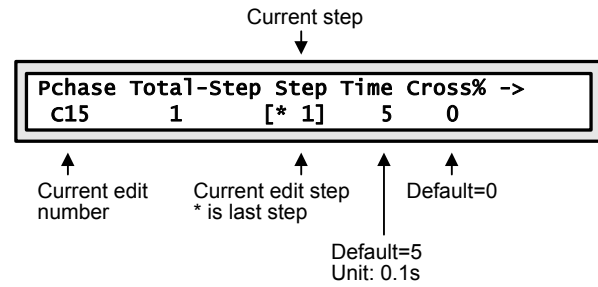 Current step
Pchase Total-Step Step Time Cross% ->
C15 1 [* 1] 5 0
Current edit number
Current edit step
* is last step
Default=0
Default=5
Unit: 0.1s